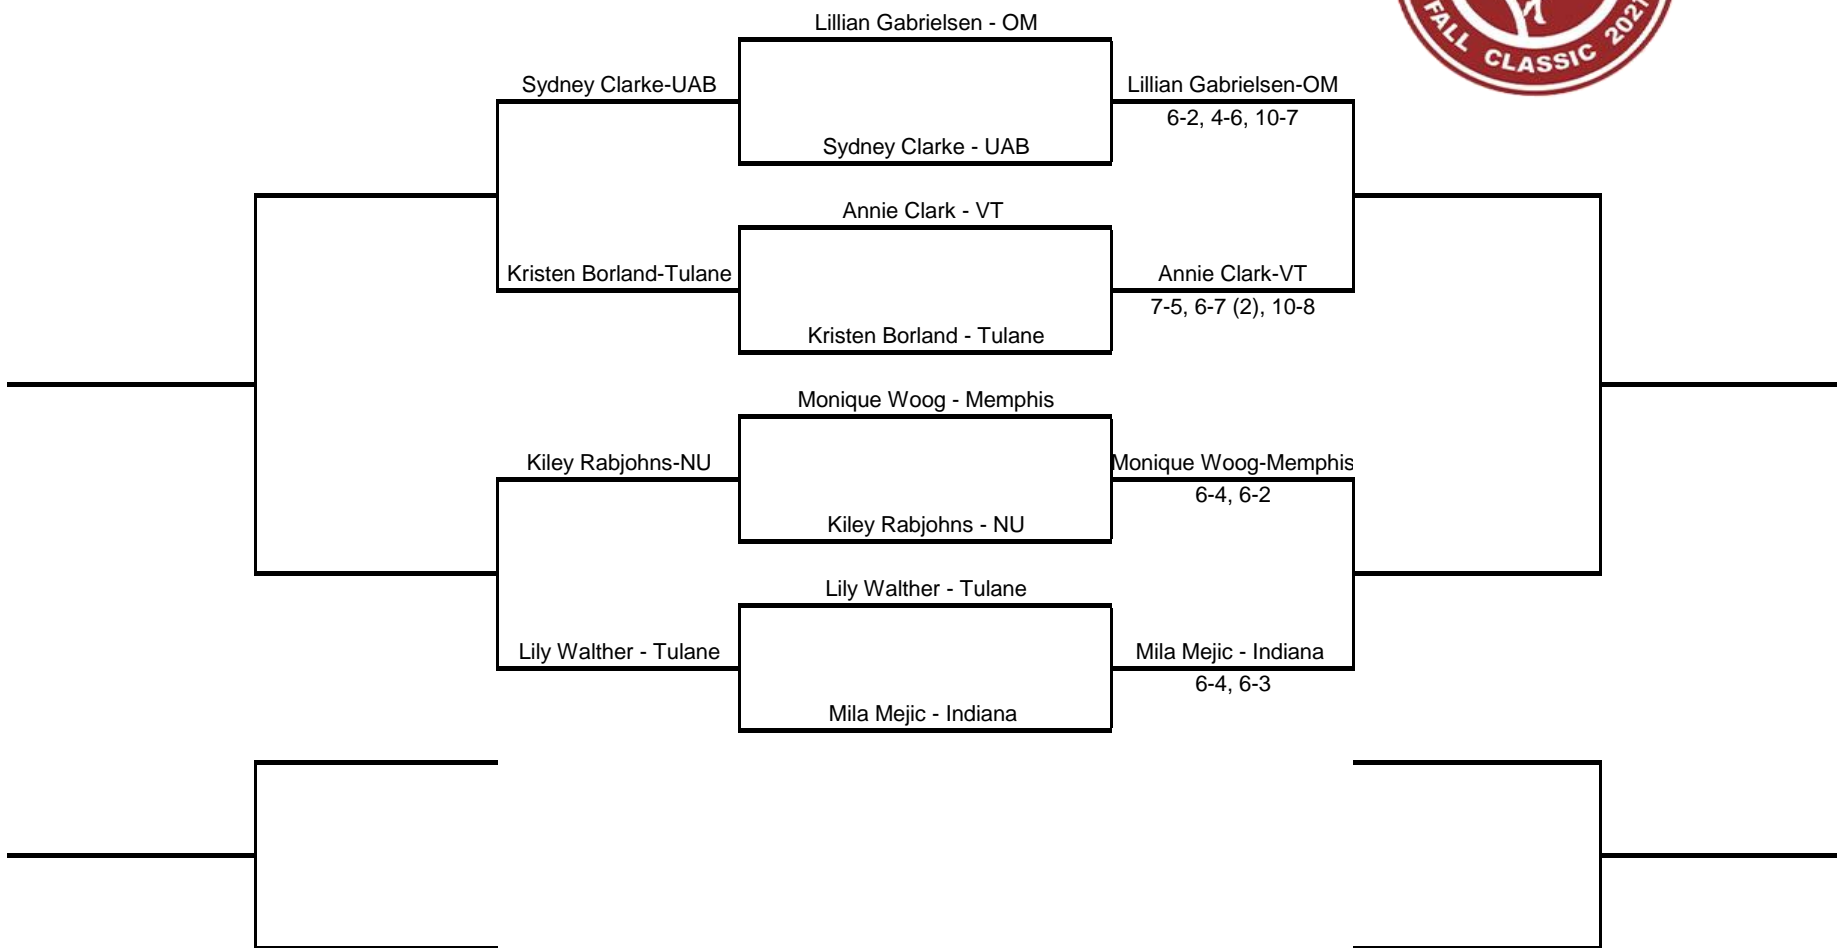 Lillian Gabrielsen - OM
FALL CLASSIC 2021
Sydney Clarke-UAB
Lillian Gabrielsen-OM
6-2, 4-6, 10-7
Sydney Clarke - UAB
Annie Clark - VT
Kristen Borland-Tulane
Annie Clark-VT
7-5, 6-7 (2), 10-8
Kristen Borland - Tulane
Monique Woog - Memphis
Kiley Rabjohns-NU
Monique Woog-Memphis
6-4, 6-2
Kiley Rabjohns - NU
Lily Walther - Tulane
Lily Walther - Tulane
Mila Mejic - Indiana
6-4, 6-3
Mila Mejic - Indiana